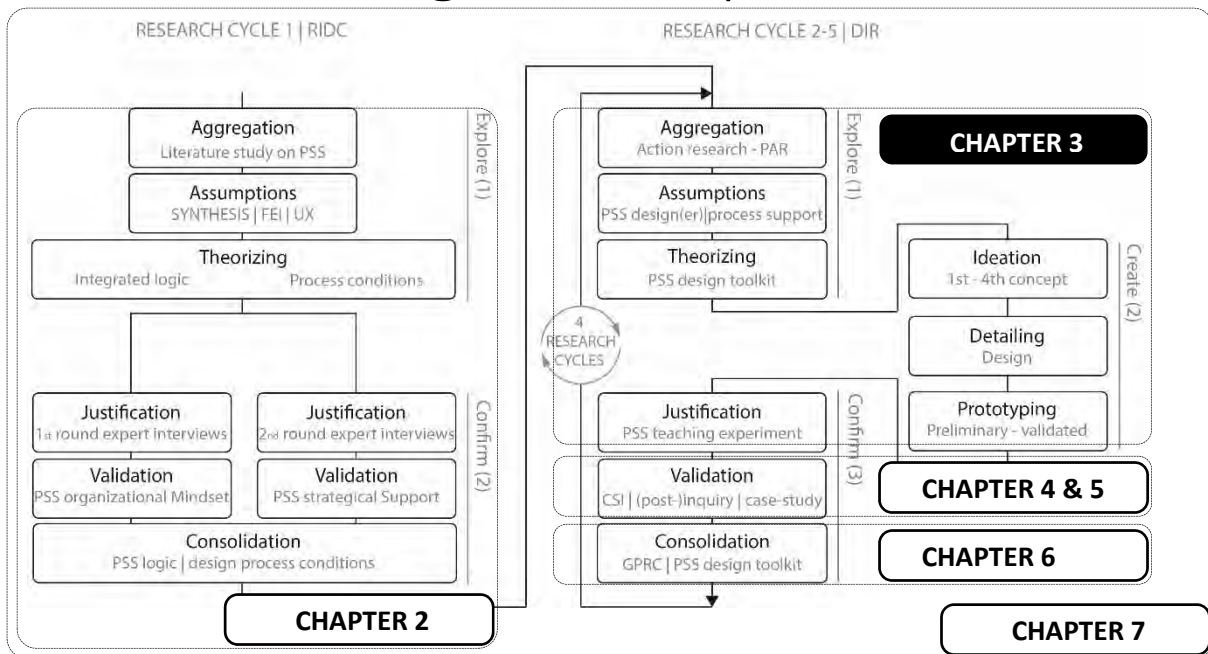 RESEARCH CYCLE 1 | RIDC
Aggregation
Literature study on PSS
Assumptions
SYNTHESIS | FEI | UX
Theorizing
Integrated logic
Process conditions
Explore (1)
Justification
1st round expert interviews
Justification
2nd round expert interviews
Validation
PSS organizational Mindset
Validation
PSS strategical Support
Consolidation
PSS logic | design process conditions
Confirm (2)
CHAPTER 2
RESEARCH CYCLE 2-5 | DIR
Aggregation
Action research - PAR
Assumptions
PSS design(er)|process support
Theorizing
PSS design toolkit
Explore (1)
CHAPTER 3
Ideation
1st - 4th concept
Detailing
Design
Prototyping
Preliminary - validated
Create (2)
4
RESEARCH
CYCLES
Justification
PSS teaching experiment
Validation
CSI | (post-)inquiry | case-study
Consolidation
GPRC | PSS design toolkit
Confirm (3)
CHAPTER 4 & 5
CHAPTER 6
CHAPTER 7